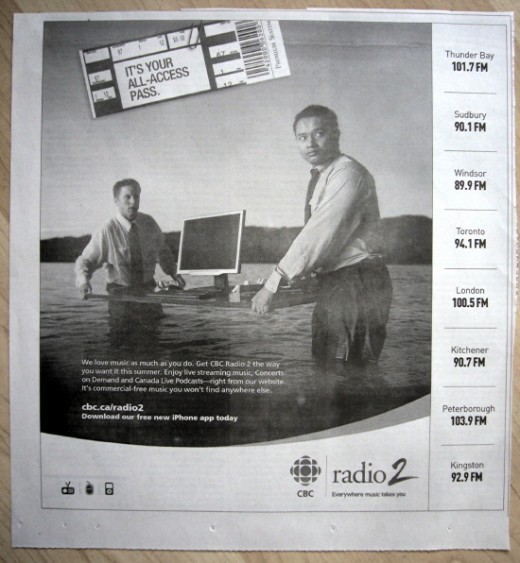 IT'S YOUR
ALL-ACCESS
PASS.
We love music as much as you do. Get CBC Radio 2 the way
you want it this summer. Enjoy live streaming music, Concerts
on Demand and Canada Live Podcasts—right from our website.
It's commercial-free music you won't find anywhere else.
cbc.ca/radio2
Download our free new iPhone app today
CBC
radio 2
Everywhere music takes you
Thunder Bay
101.7 FM
Sudbury
90.1 FM
Windsor
89.9 FM
Toronto
94.1 FM
London
100.5 FM
Kitchener
90.7 FM
Peterborough
103.9 FM
Kingston
92.9 FM